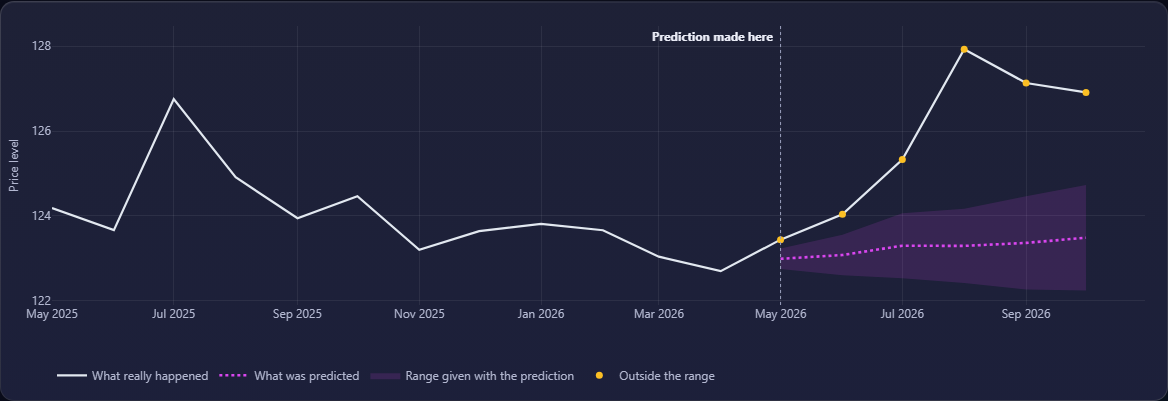 Prediction made here
Price level
128
126
124
122
May 2025 Jul 2025 Sep 2025 Nov 2025 Jan 2026 Mar 2026 May 2026 Jul 2026 Sep 2026
What really happened What was predicted Range given with the prediction Outside the range